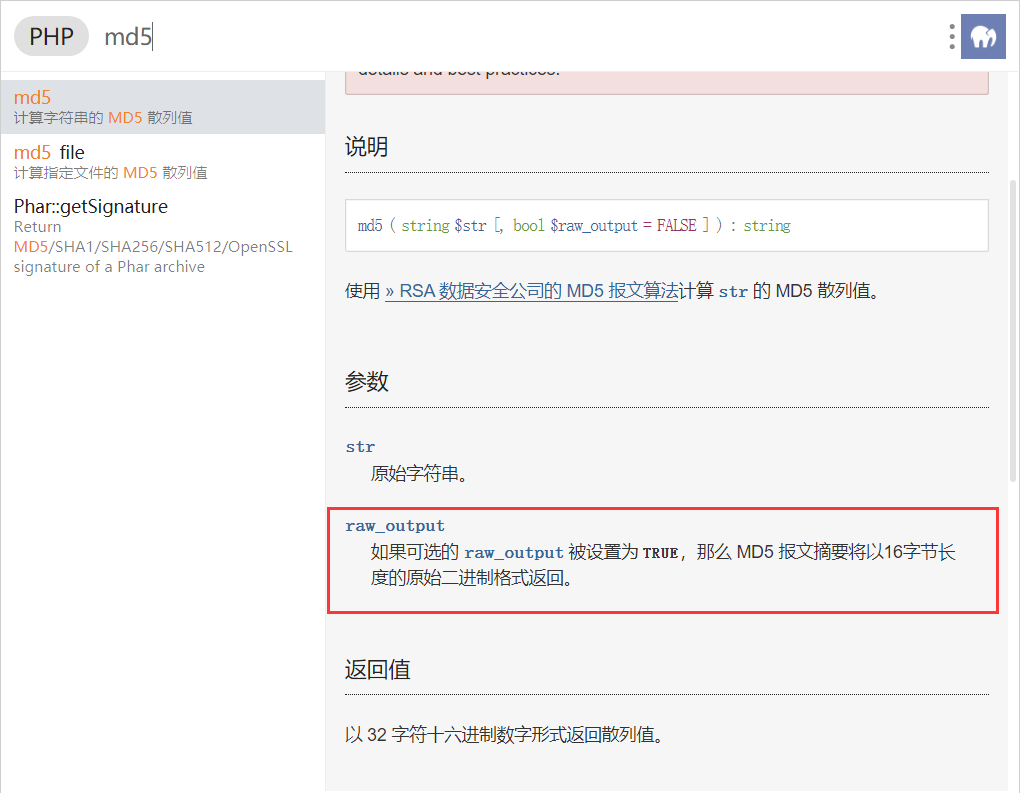 PHP md5
md5
计算字符串的 MD5 散列值
md5 file
计算指定文件的 MD5 散列值
Phar::getSignature
Return
MD5/SHA1/SHA256/SHA512/OpenSSL
signature of a Phar archive
details and best practices.
说明
md5 ( string $str [, bool $raw_output = FALSE ] ) : string
使用 » RSA 数据安全公司的 MD5 报文算法计算 str 的 MD5 散列值。
参数
str
原始字符串。
raw_output
如果可选的 raw_output 被设置为 TRUE，那么 MD5 报文摘要将以16字节长
度的原始二进制格式返回。
返回值
以 32 字符十六进制数字形式返回散列值。